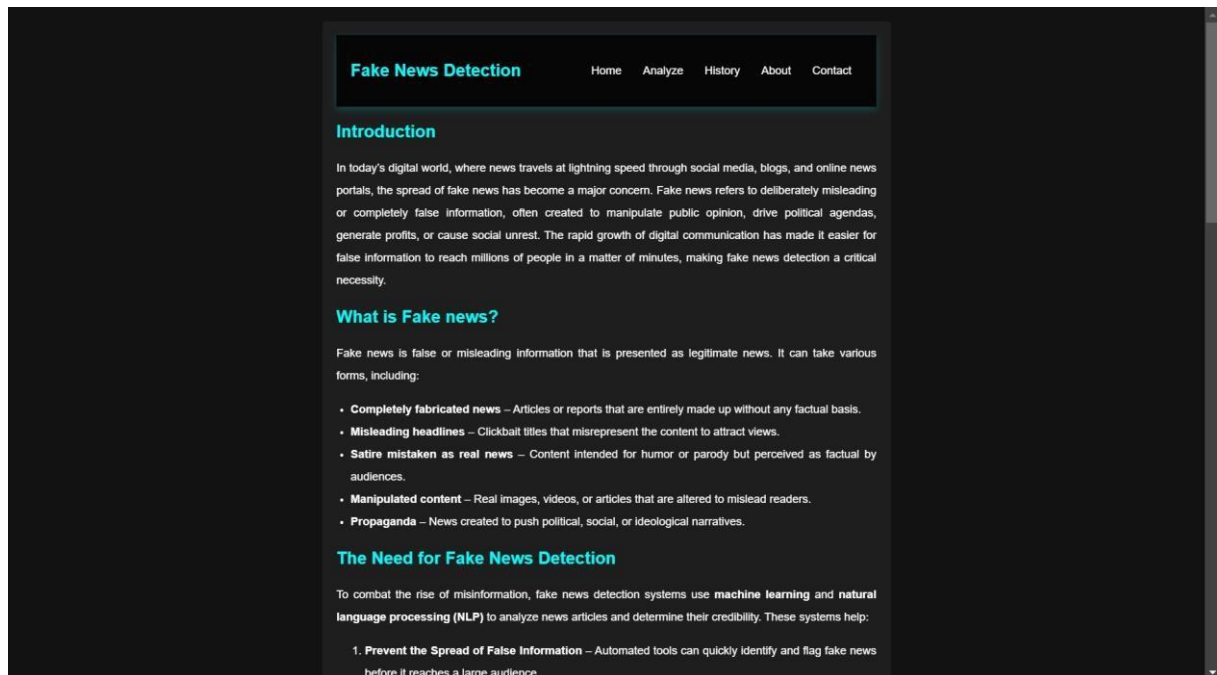 Fake News Detection
Home Analyze History About Contact
Introduction
In today's digital world, where news travels at lightning speed through social media, blogs, and online news
portals, the spread of fake news has become a major concern. Fake news refers to deliberately misleading
or completely false information, often created to manipulate public opinion, drive political agendas,
generate profits, or cause social unrest. The rapid growth of digital communication has made it easier for
false information to reach millions of people in a matter of minutes, making fake news detection a critical
necessity.
What is Fake news?
Fake news is false or misleading information that is presented as legitimate news. It can take various
forms, including:
• Completely fabricated news – Articles or reports that are entirely made up without any factual basis.
• Misleading headlines – Clickbait titles that misrepresent the content to attract views.
• Satire mistaken as real news – Content intended for humor or parody but perceived as factual by
audiences.
• Manipulated content – Real images, videos, or articles that are altered to mislead readers.
• Propaganda – News created to push political, social, or ideological narratives.
The Need for Fake News Detection
To combat the rise of misinformation, fake news detection systems use machine learning and natural
language processing (NLP) to analyze news articles and determine their credibility. These systems help:
1. Prevent the Spread of False Information – Automated tools can quickly identify and flag fake news
before it reaches a large audience